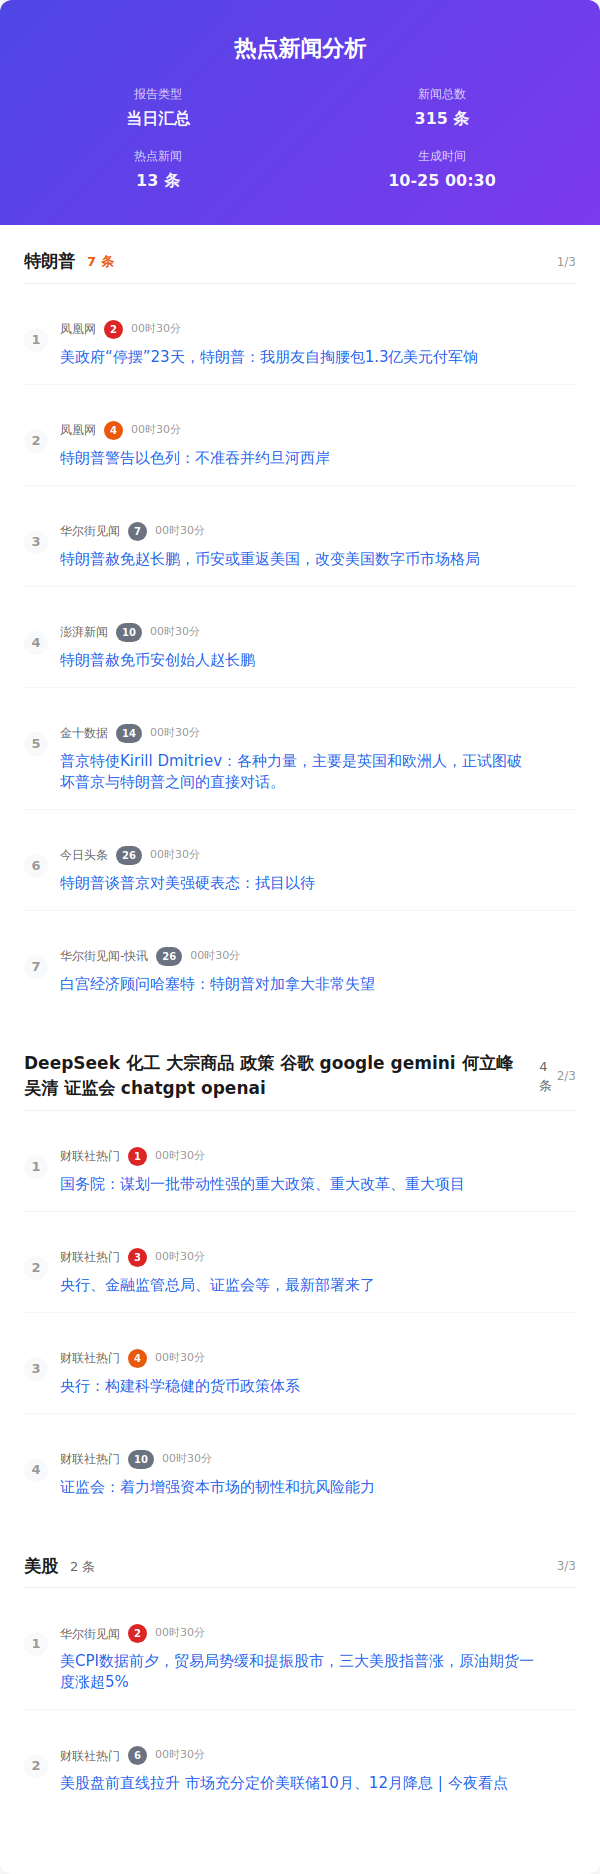 热点新闻分析
报告类型
当日汇总
新闻总数
315 条
热点新闻
13 条
生成时间
10-25 00:30
特朗普 7 条 1/3
1
凤凰网 2 00时30分
美政府“停摆”23天，特朗普：我朋友自掏腰包1.3亿美元付军饷
2
凤凰网 4 00时30分
特朗普警告以色列：不准吞并约旦河西岸
3
华尔街见闻 7 00时30分
特朗普赦免赵长鹏，币安或重返美国，改变美国数字币市场格局
4
澎湃新闻 10 00时30分
特朗普赦免币安创始人赵长鹏
5
金十数据 14 00时30分
普京特使Kirill Dmitriev：各种力量，主要是英国和欧洲人，正试图破
坏普京与特朗普之间的直接对话。
6
今日头条 26 00时30分
特朗普谈普京对美强硬表态：拭目以待
7
华尔街见闻-快讯 26 00时30分
白宫经济顾问哈塞特：特朗普对加拿大非常失望
DeepSeek 化工 大宗商品 政策 谷歌 google gemini 何立峰
吴清 证监会 chatgpt openai
4
条
2/3
1
财联社热门 1 00时30分
国务院：谋划一批带动性强的重大政策、重大改革、重大项目
2
财联社热门 3 00时30分
央行、金融监管总局、证监会等，最新部署来了
3
财联社热门 4 00时30分
央行：构建科学稳健的货币政策体系
4
财联社热门 10 00时30分
证监会：着力增强资本市场的韧性和抗风险能力
美股 2 条 3/3
1
华尔街见闻 2 00时30分
美CPI数据前夕，贸易局势缓和提振股市，三大美股指普涨，原油期货一
度涨超5%
2
财联社热门 6 00时30分
美股盘前直线拉升 市场充分定价美联储10月、12月降息 | 今夜看点